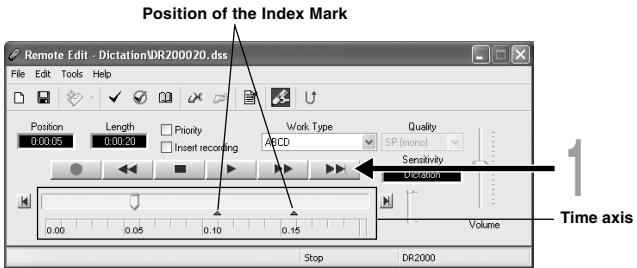 Position of the Index Mark
Remote Edit - Dictation\DR200020.dss
File Edit Tools Help
Position Length Priority Work Type Quality
0:00:05 0:00:20 Insert recording ABCD SP (mono)
Sensitivity
Dictation
1
Time axis
0.00 0.05 0.10 0.15
Volume
Stop DR2000